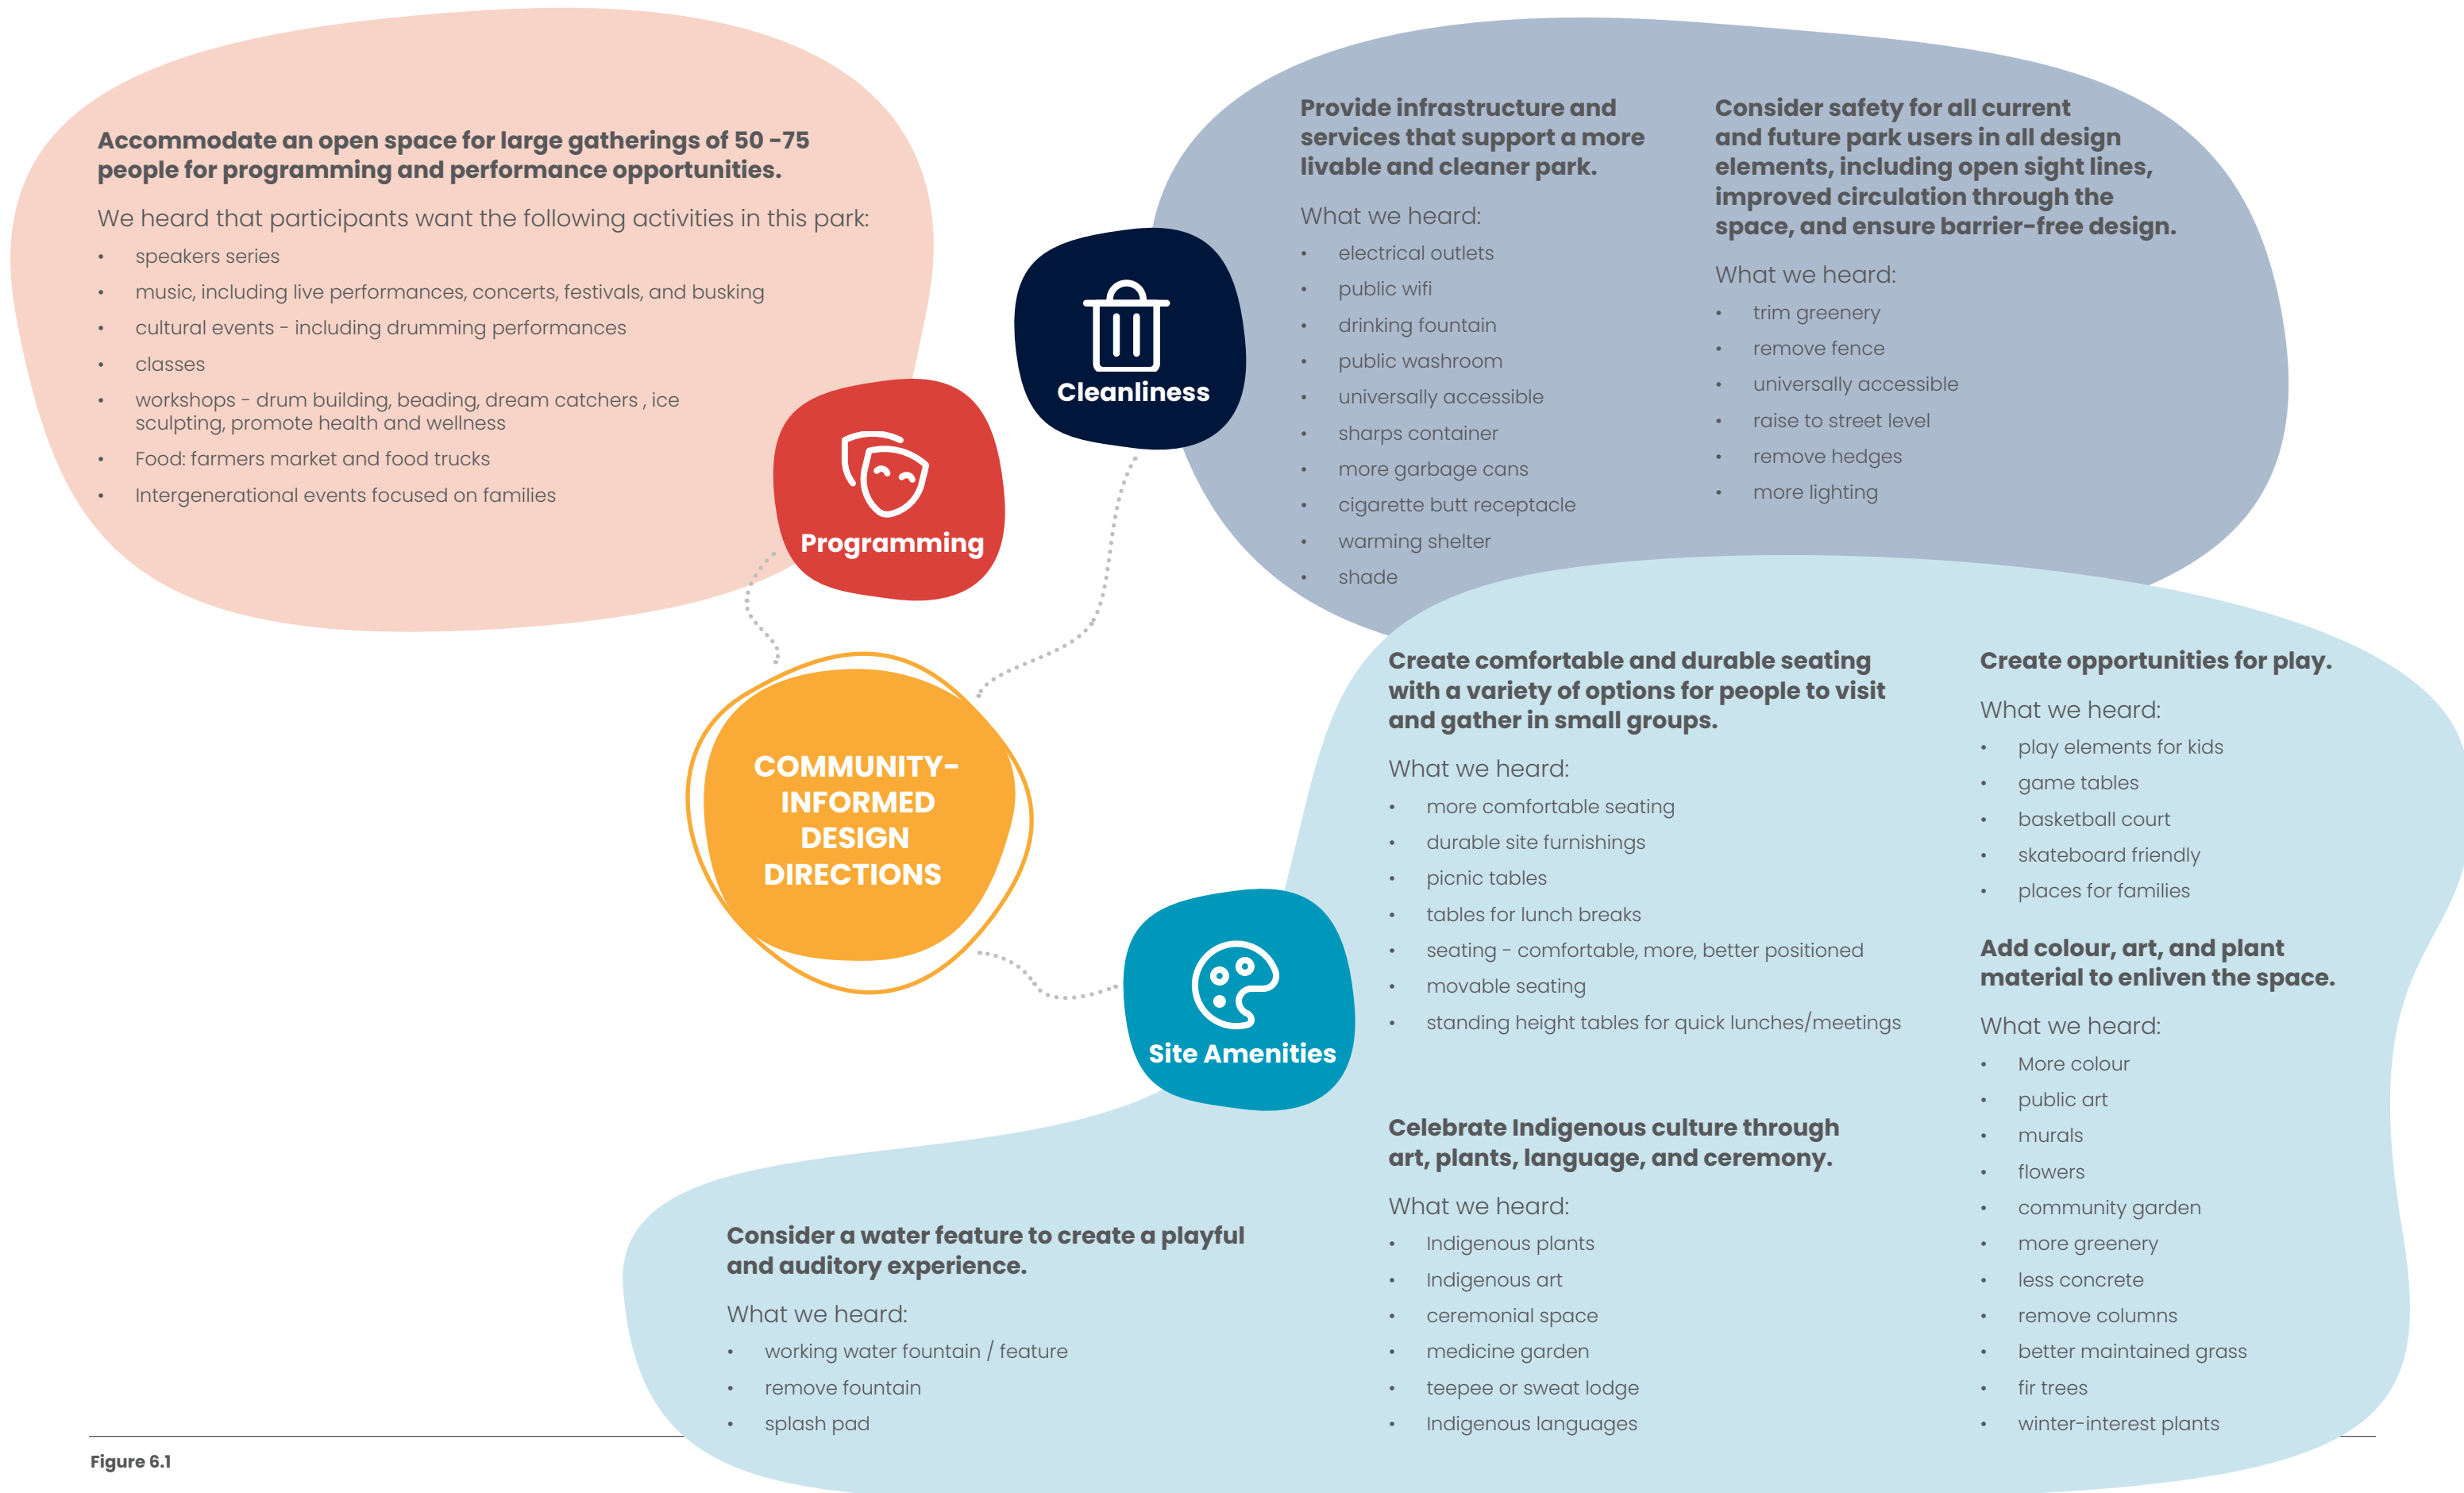 Accommodate an open space for large gatherings of 50 -75
people for programming and performance opportunities.
We heard that participants want the following activities in this park:
• speakers series
• music, including live performances, concerts, festivals, and busking
• cultural events - including drumming performances
• classes
• workshops - drum building, beading, dream catchers , ice
sculpting, promote health and wellness
• Food: farmers market and food trucks
• Intergenerational events focused on families
Programming
Cleanliness
Provide infrastructure and
services that support a more
livable and cleaner park.
What we heard:
• electrical outlets
• public wifi
• drinking fountain
• public washroom
• universally accessible
• sharps container
• more garbage cans
• cigarette butt receptacle
• warming shelter
• shade
Consider safety for all current
and future park users in all design
elements, including open sight lines,
improved circulation through the
space, and ensure barrier-free design.
What we heard:
• trim greenery
• remove fence
• universally accessible
• raise to street level
• remove hedges
• more lighting
COMMUNITY-
INFORMED
DESIGN
DIRECTIONS
Site Amenities
Create comfortable and durable seating
with a variety of options for people to visit
and gather in small groups.
What we heard:
• more comfortable seating
• durable site furnishings
• picnic tables
• tables for lunch breaks
• seating - comfortable, more, better positioned
• movable seating
• standing height tables for quick lunches/meetings
Create opportunities for play.
What we heard:
• play elements for kids
• game tables
• basketball court
• skateboard friendly
• places for families
Add colour, art, and plant
material to enliven the space.
What we heard:
• More colour
• public art
• murals
• flowers
• community garden
• more greenery
• less concrete
• remove columns
• better maintained grass
• fir trees
• winter-interest plants
Celebrate Indigenous culture through
art, plants, language, and ceremony.
What we heard:
• Indigenous plants
• Indigenous art
• ceremonial space
• medicine garden
• teepee or sweat lodge
• Indigenous languages
Consider a water feature to create a playful
and auditory experience.
What we heard:
• working water fountain / feature
• remove fountain
• splash pad
Figure 6.1